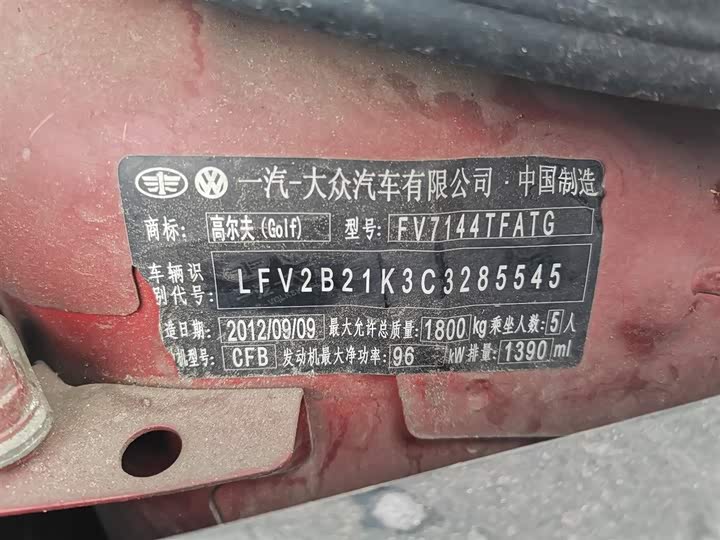 一汽-大众汽车有限公司·中国制造
商标: 高尔夫(Golf) 型号: FV7144TFATG
车辆识别代号: LFV2B21K3C3285545
造日期: 2012/09/09 最大允许总质量: 1800 kg 乘坐人数: 5 人
机型号: CFB 发动机最大净功率: 96 kW 排量: 1390 ml